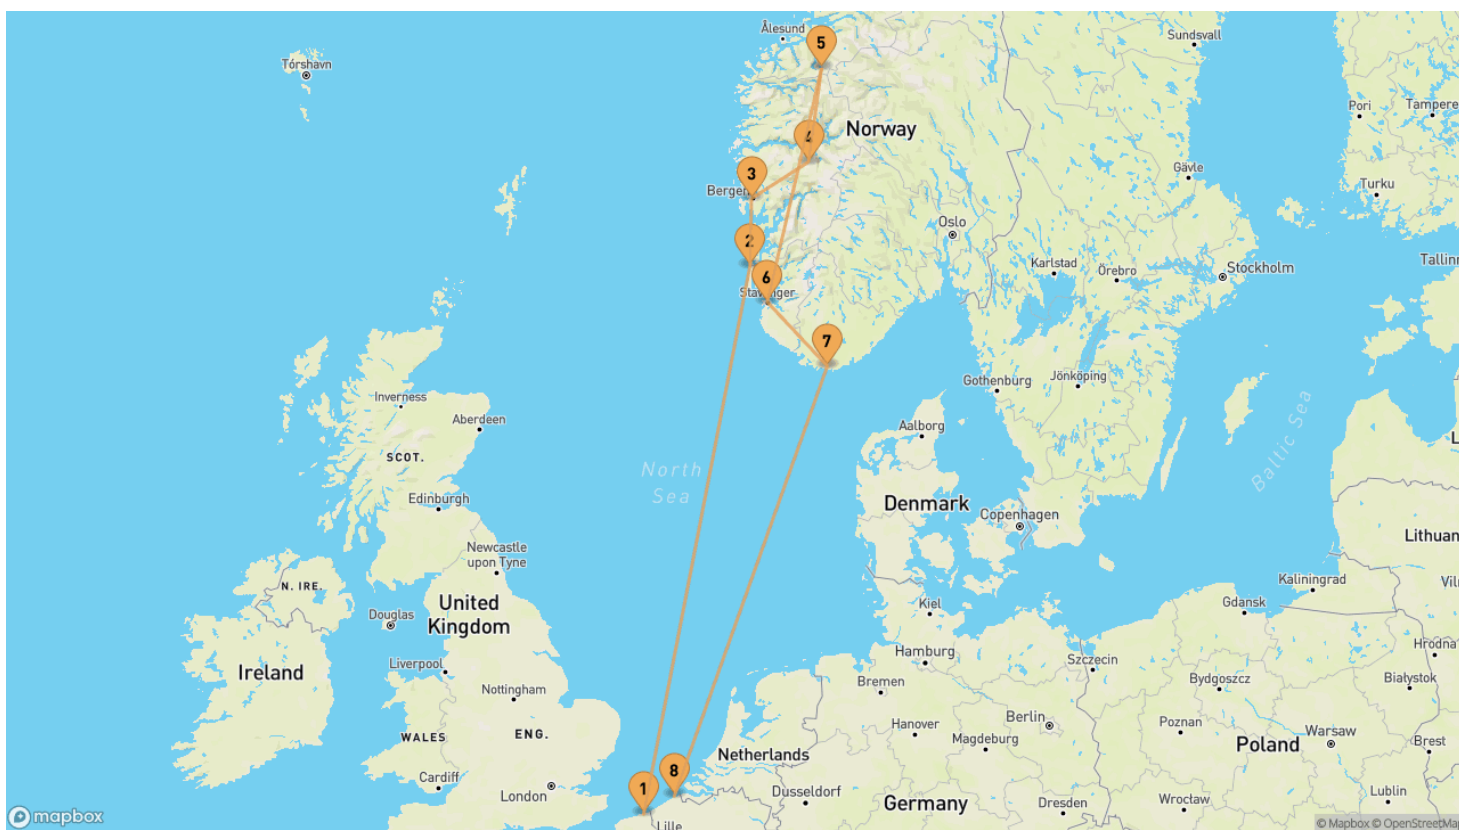 Ålesund
5
Sundsvall
Tórshavn
Pori
Tampere
4
Norway
Gävle
3
Bergen
Turku
2
Oslo
Karlstad
Örebro
Stockholm
Tallinn
6
7
Gothenburg
Jönköping
Inverness
Aberdeen
Aalborg
SCOT.
North
Sea
Baltic Sea
Edinburgh
Denmark
Copenhagen
Newcastle
upon Tyne
Lithuan
N. IRE.
United
Kingdom
Douglas
Kiel
Kaliningrad
Gdansk
Vil
Liverpool
Ireland
Hamburg
Szczecin
Hrodna
Nottingham
Bremen
Bydgoszcz
Białystok
WALES
ENG.
Hanover
Berlin
Magdeburg
Poznan
Poland
Warsaw
Brest
Netherlands
Cardiff
London
1
8
Dusseldorf
Germany
Dresden
Wrocław
Lublin
Lille
mapbox
© Mapbox © OpenStreetMa